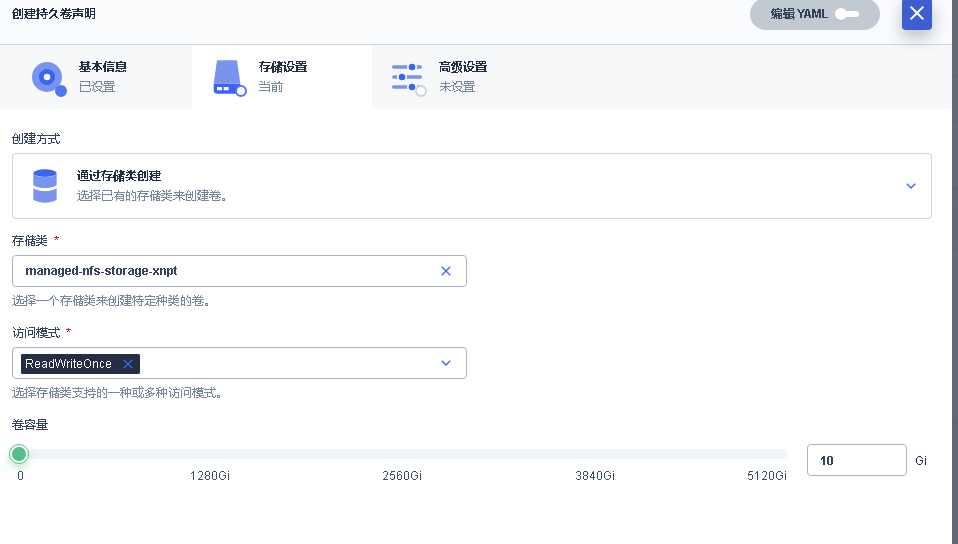 创建持久卷声明
编辑 YAML
基本信息
已设置
存储设置
当前
高级设置
未设置
创建方式
通过存储类创建
选择已有的存储类来创建卷。
存储类 *
managed-nfs-storage-xnpt
选择一个存储类来创建特定种类的卷。
访问模式 *
ReadWriteOnce
选择存储类支持的一种或多种访问模式。
卷容量
10 Gi
0 1280Gi 2560Gi 3840Gi 5120Gi